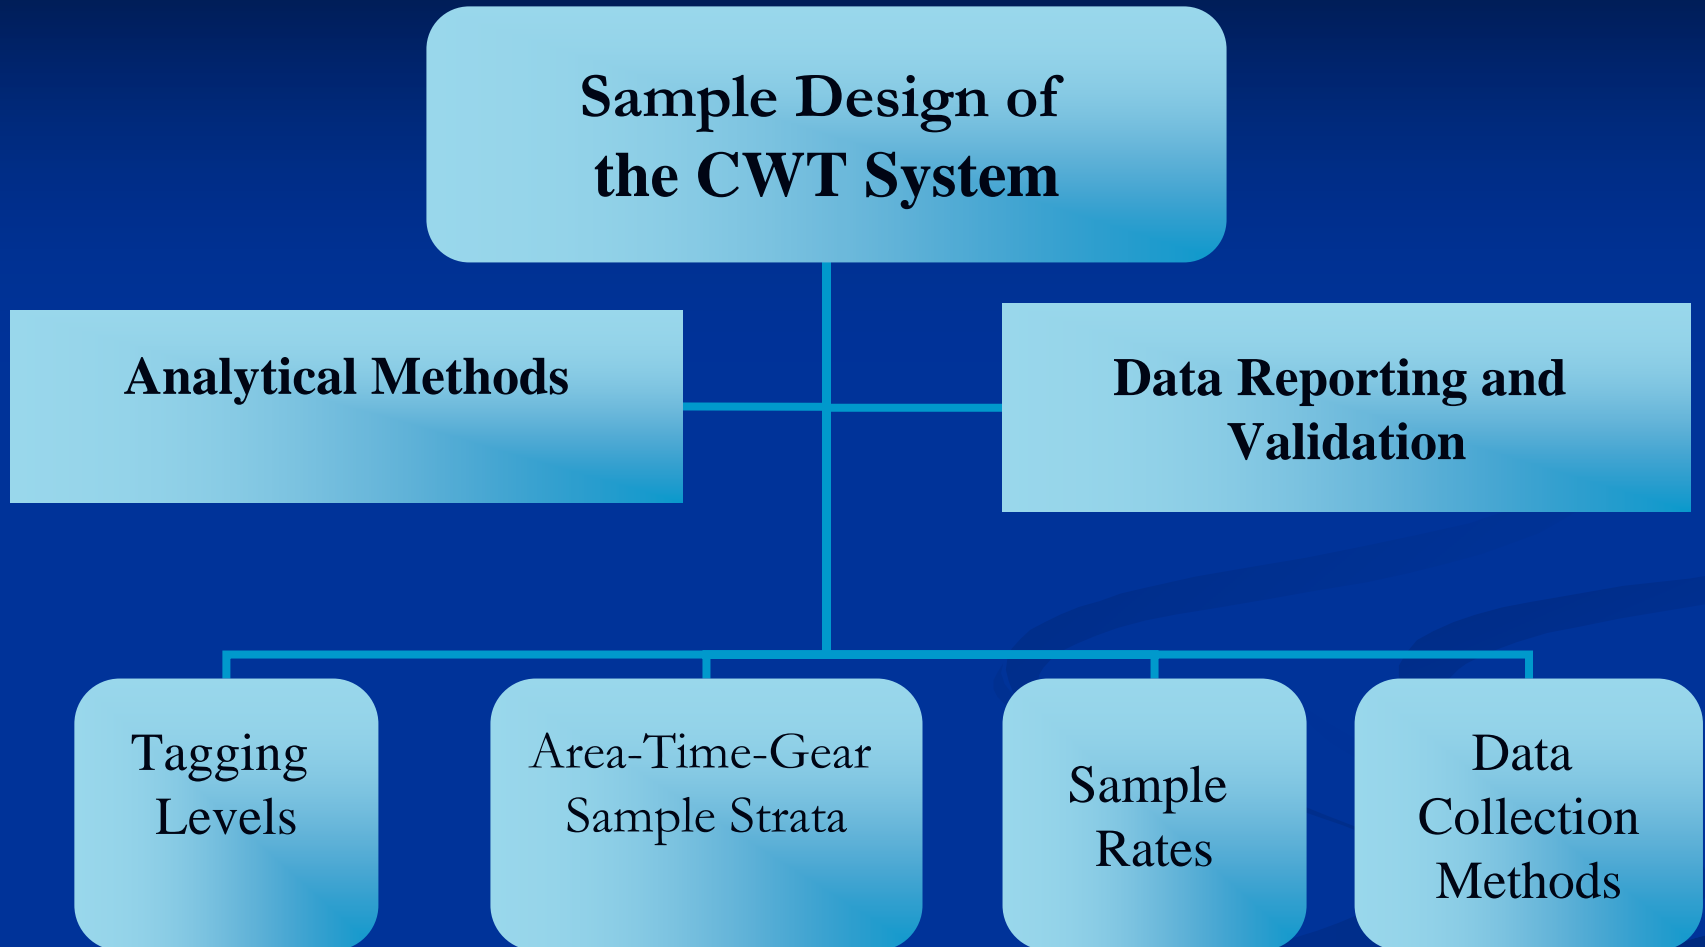 Sample Design of
the CWT System
Analytical Methods
Data Reporting and
Validation
Tagging
Levels
Area-Time-Gear
Sample Strata
Sample
Rates
Data
Collection
Methods